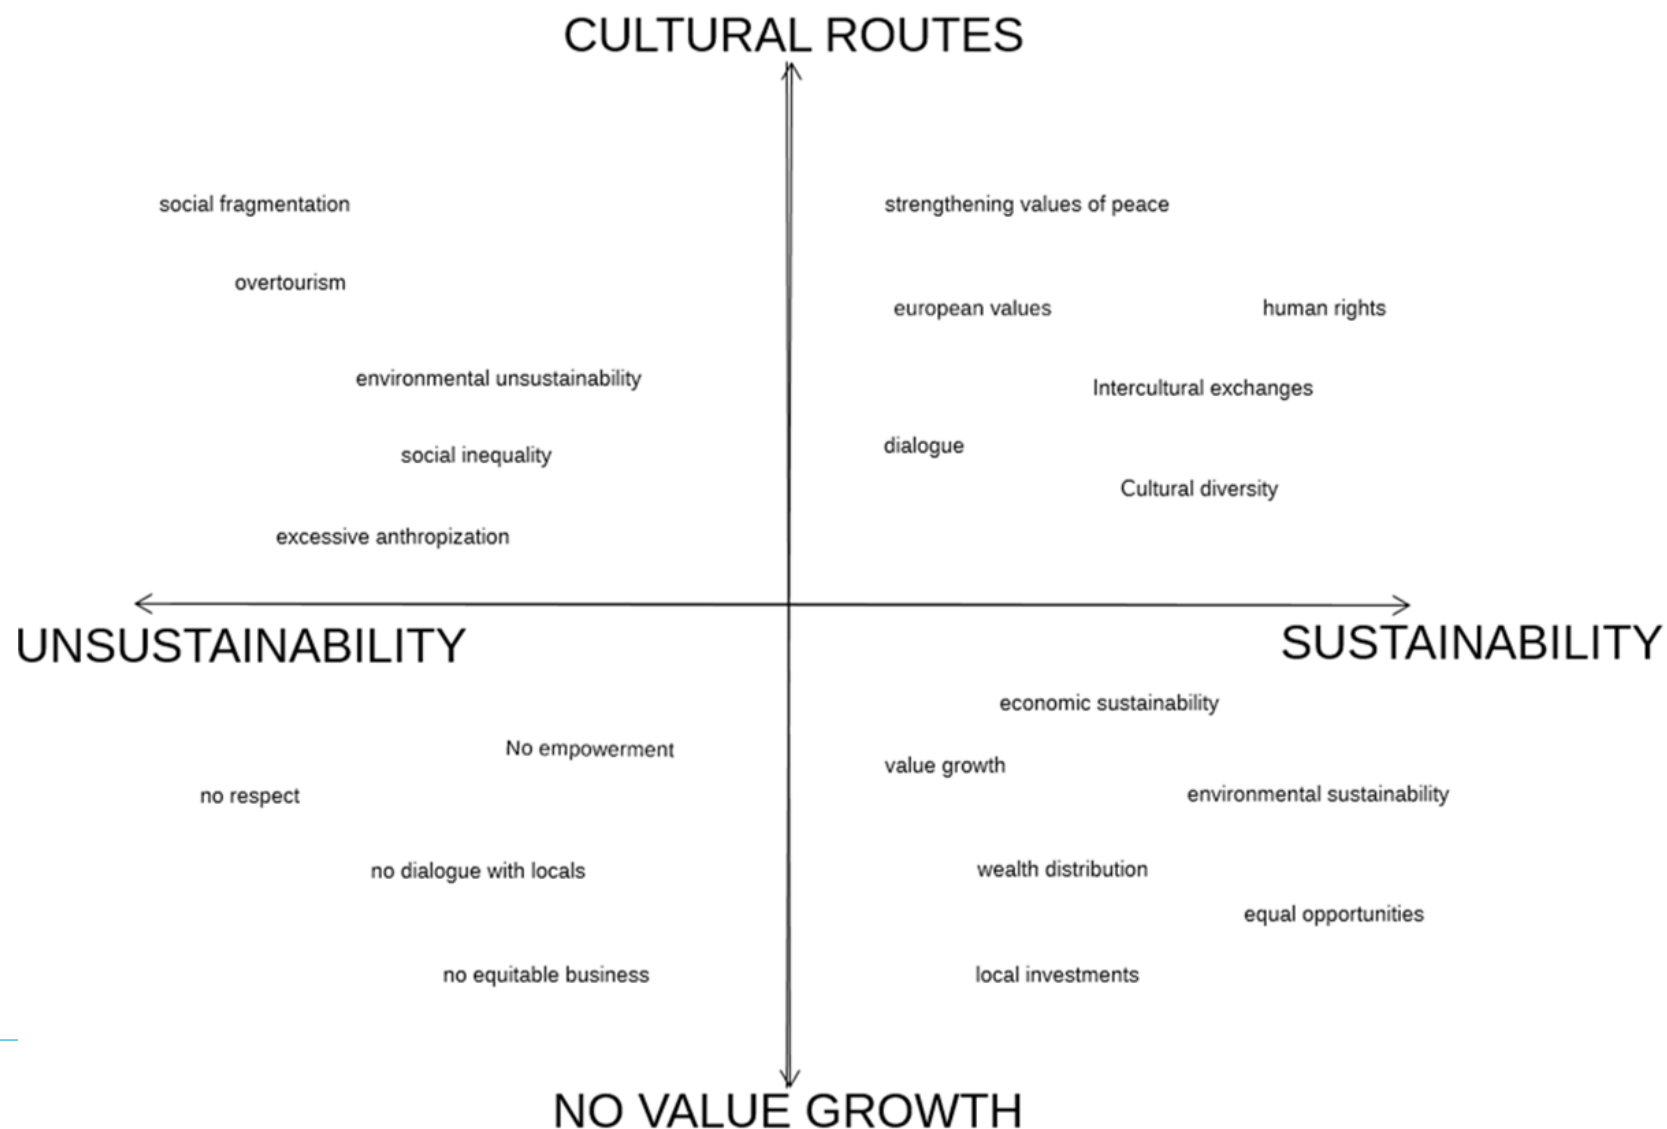 CULTURAL ROUTES
social fragmentation
strengthening values of peace
overtourism
european values
human rights
environmental unsustainability
Intercultural exchanges
dialogue
social inequality
Cultural diversity
excessive anthropization
UNSUSTAINABILITY
SUSTAINABILITY
economic sustainability
No empowerment
value growth
no respect
environmental sustainability
no dialogue with locals
wealth distribution
equal opportunities
no equitable business
local investments
NO VALUE GROWTH